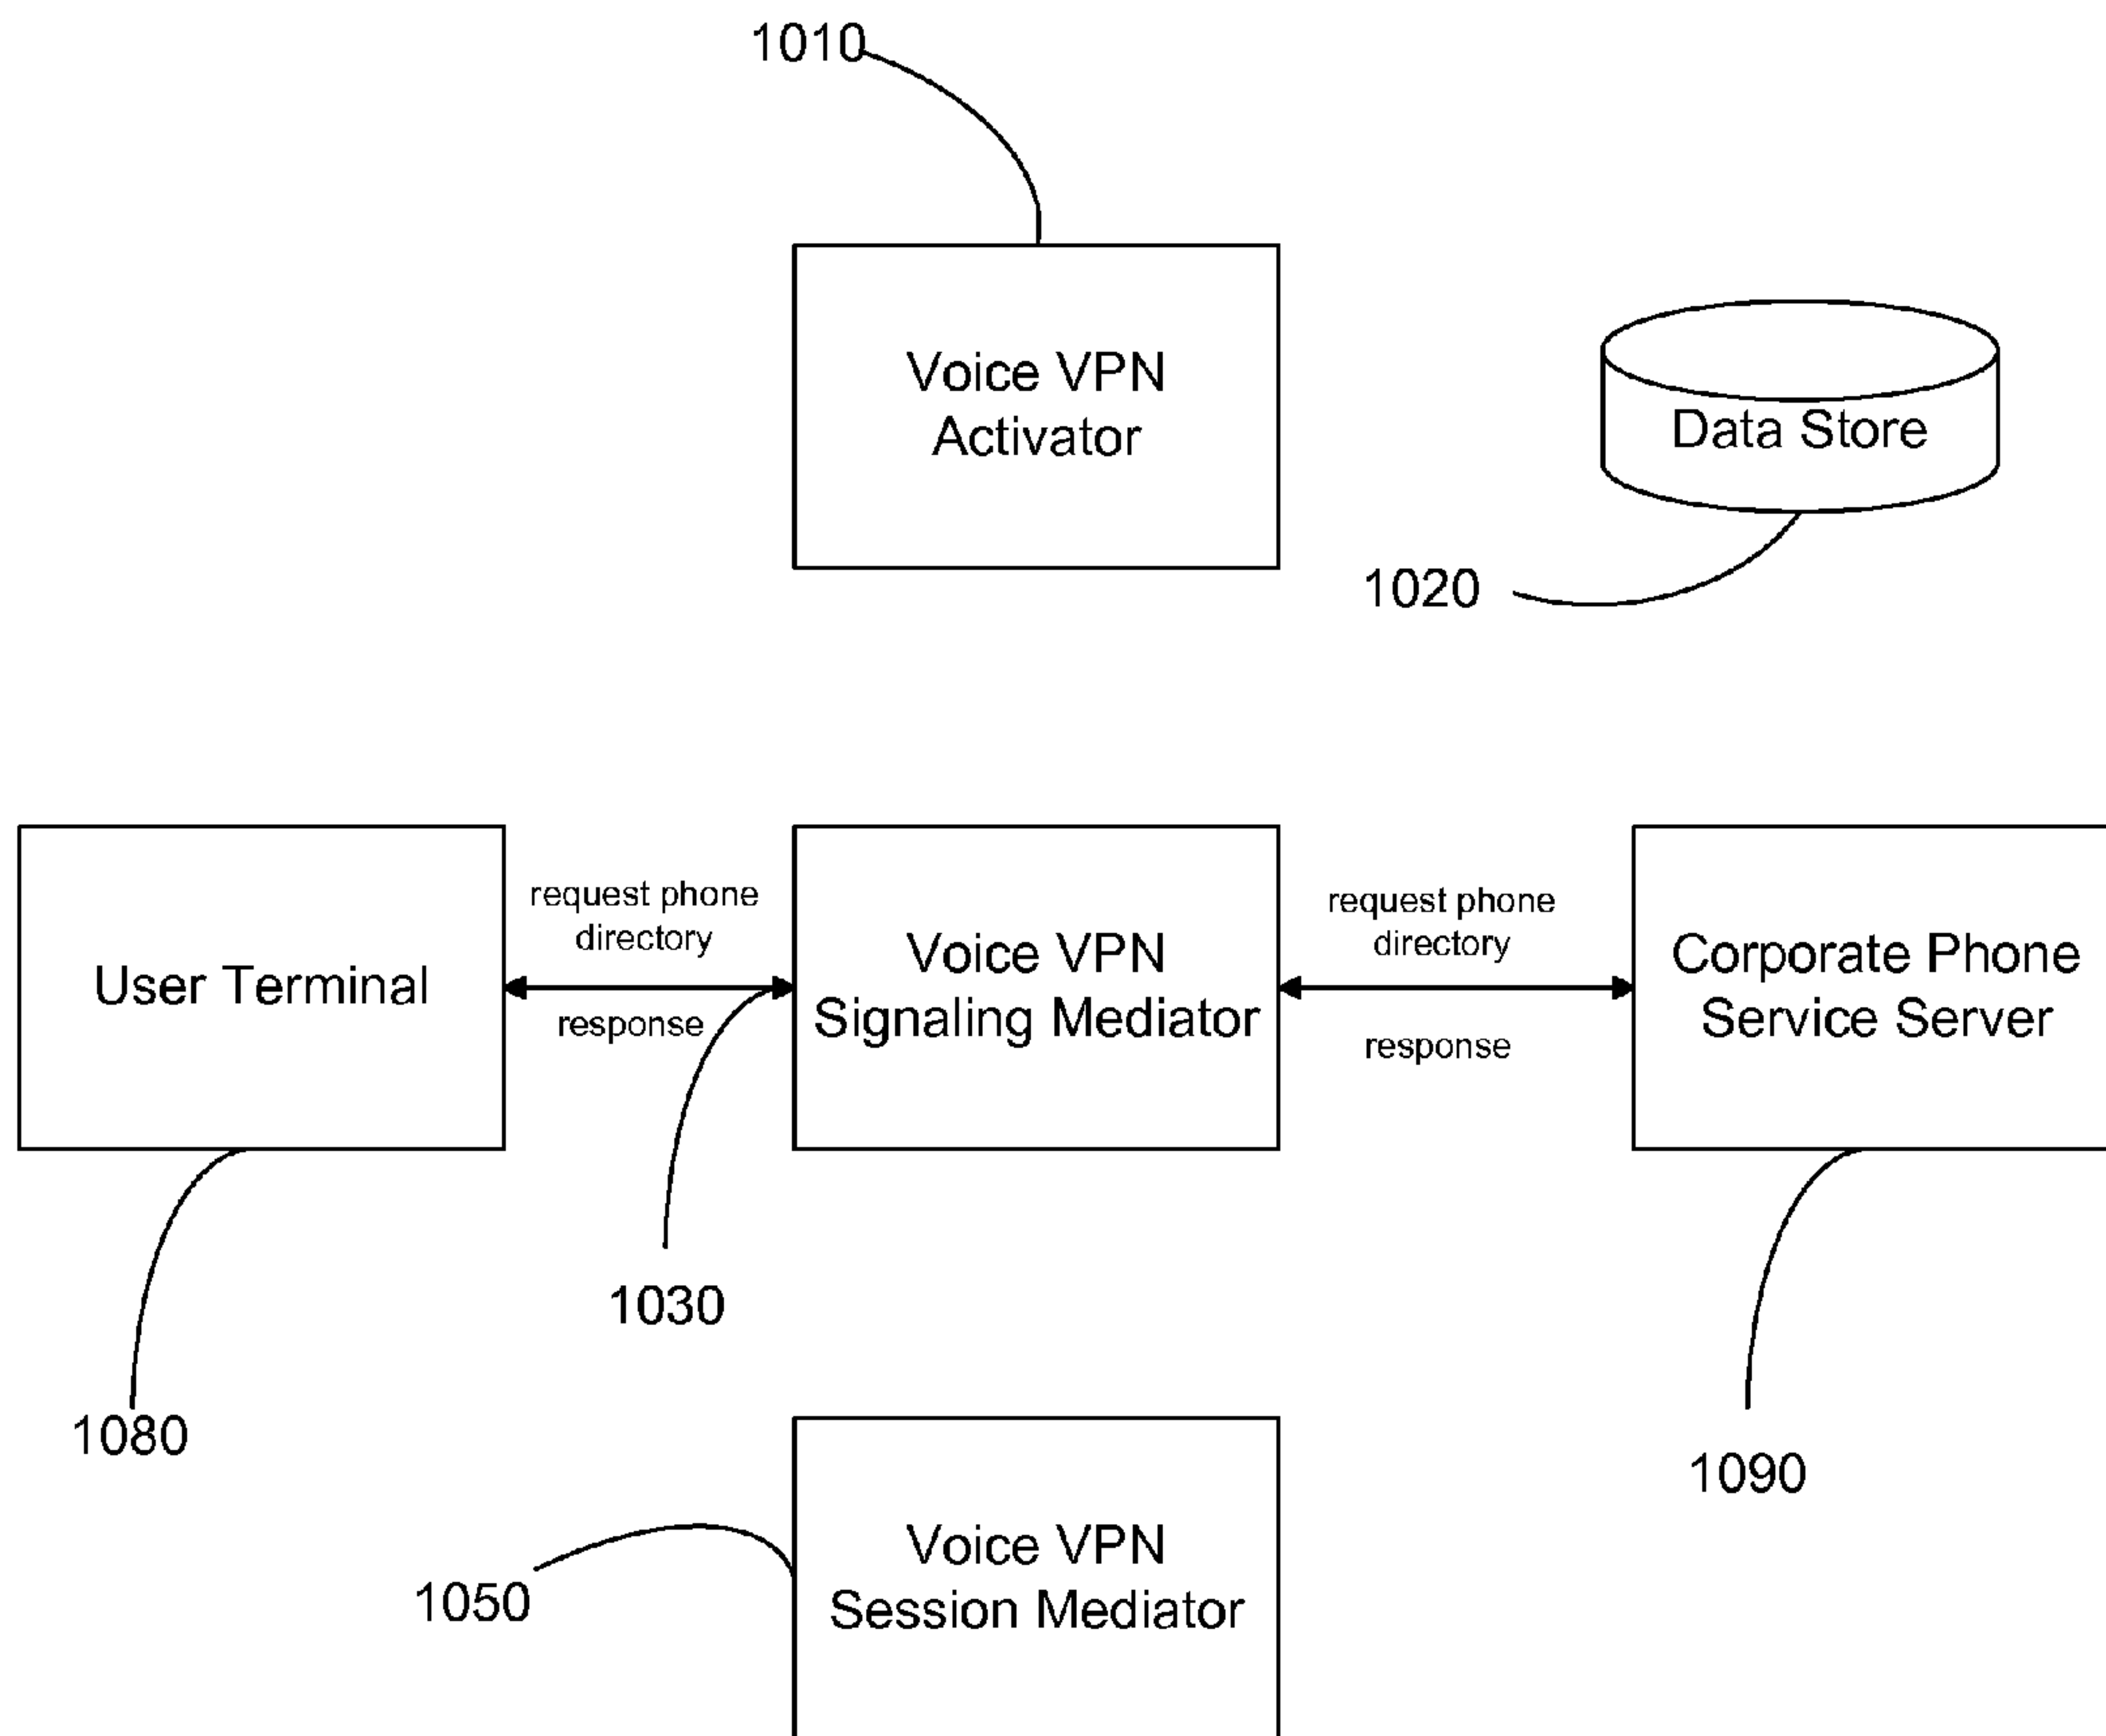 1010
Voice VPN
Activator
Data Store
1020
User Terminal
request phone
directory
response
Voice VPN
Signaling Mediator
request phone
directory
response
Corporate Phone
Service Server
1030
1080
1090
1050
Voice VPN
Session Mediator